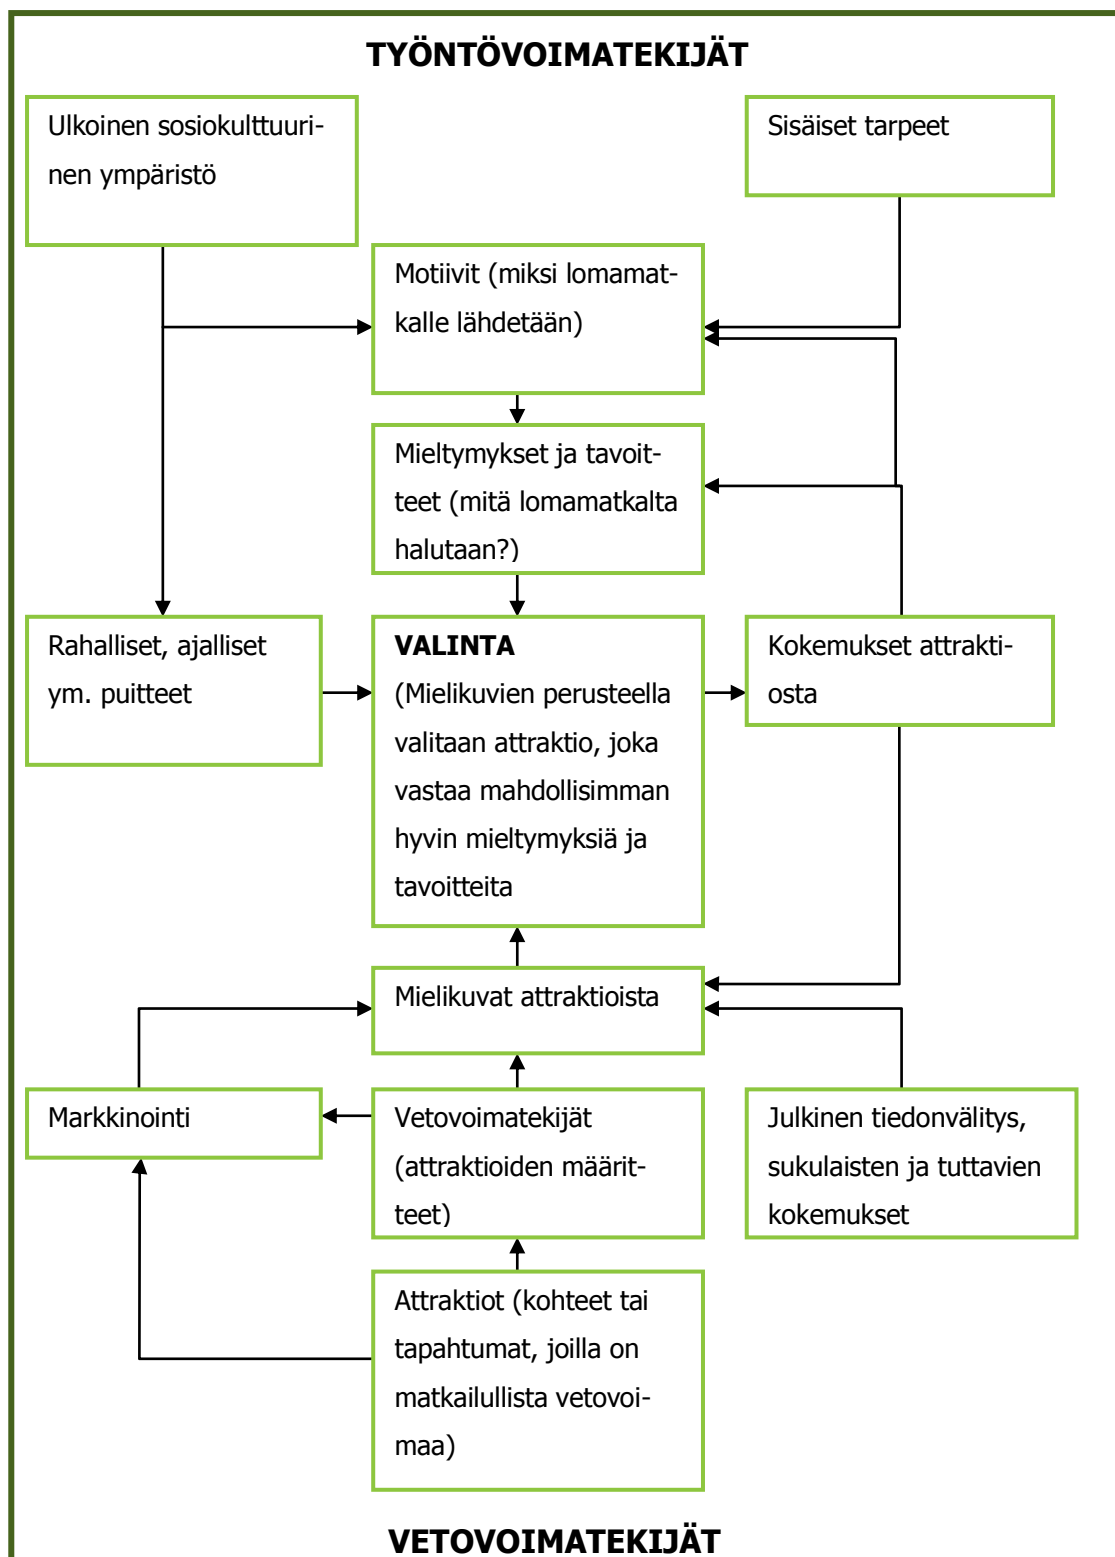 TYÖNTÖVOIMATEKIJÄT
Ulkoinen sosiokulttuuri-
nen ympäristö
Sisäiset tarpeet
Motiivit (miksi lomamat-
kalle lähdetään)
Mieltymykset ja tavoit-
teet (mitä lomamatkalta
halutaan?)
Rahalliset, ajalliset
ym. puitteet
VALINTA
(Mielikuvien perusteella
valitaan attraktio, joka
vastaa mahdollisimman
hyvin mieltymyksiä ja
tavoitteita
Kokemukset attrakti-
osta
Mielikuvat attraktioista
Markkinointi
Vetovoimatekijät
(attraktioiden määrit-
teet)
Julkinen tiedonvälitys,
sukulaisten ja tuttavien
kokemukset
Attraktiot (kohteet tai
tapahtumat, joilla on
matkailullista vetovoi-
maa)
VETOVOIMATEKIJÄT